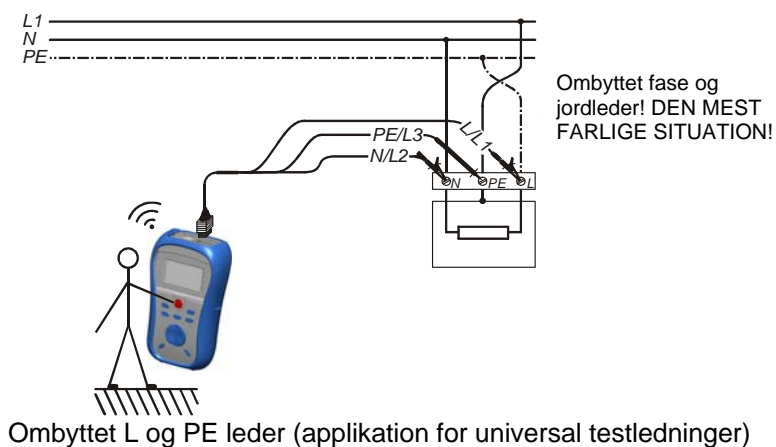 L1
N
PE
Ombyttet fase og
jordleder! DEN MEST
FARLIGE SITUATION!
L/L1
PE/L3
N/L2
N PE L
Ombyttet L og PE leder (applikation for universal testledninger)